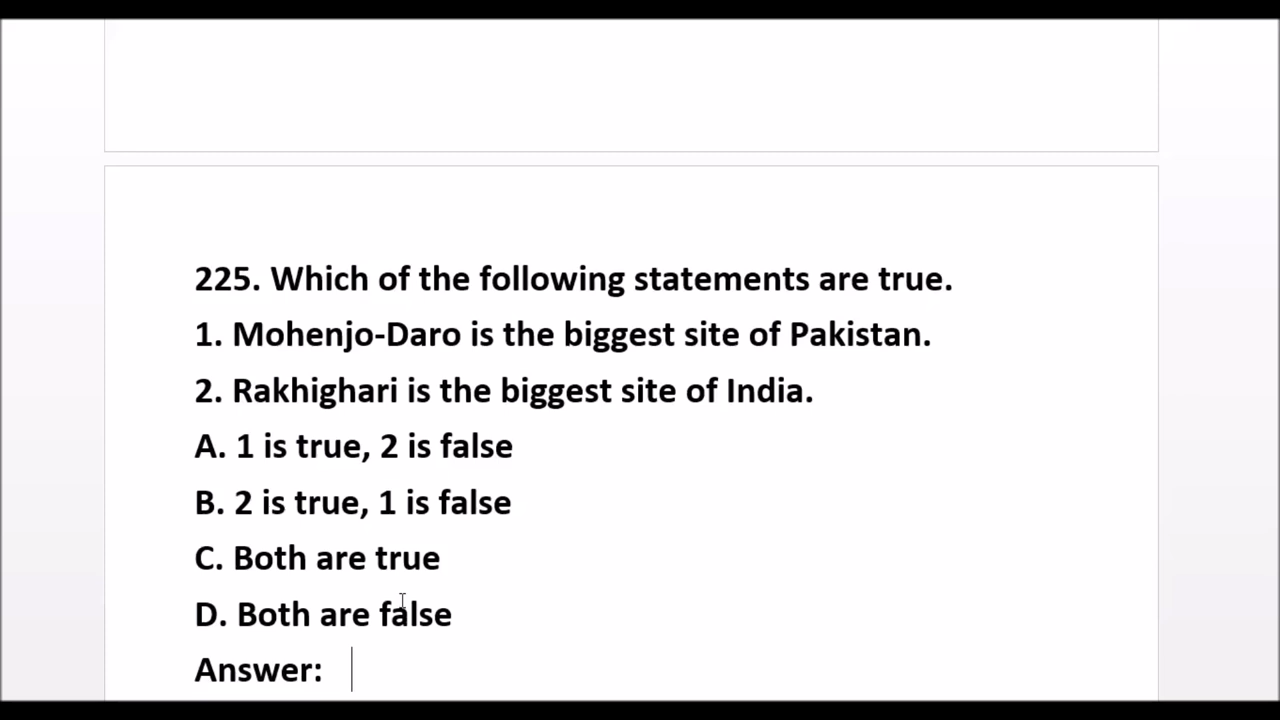 225. Which of the following statements are true.
1. Mohenjo-Daro is the biggest site of Pakistan.
2. Rakhighari is the biggest site of India.
A. 1 is true, 2 is false
B. 2 is true, 1 is false
C. Both are true
D. Both are false
Answer: